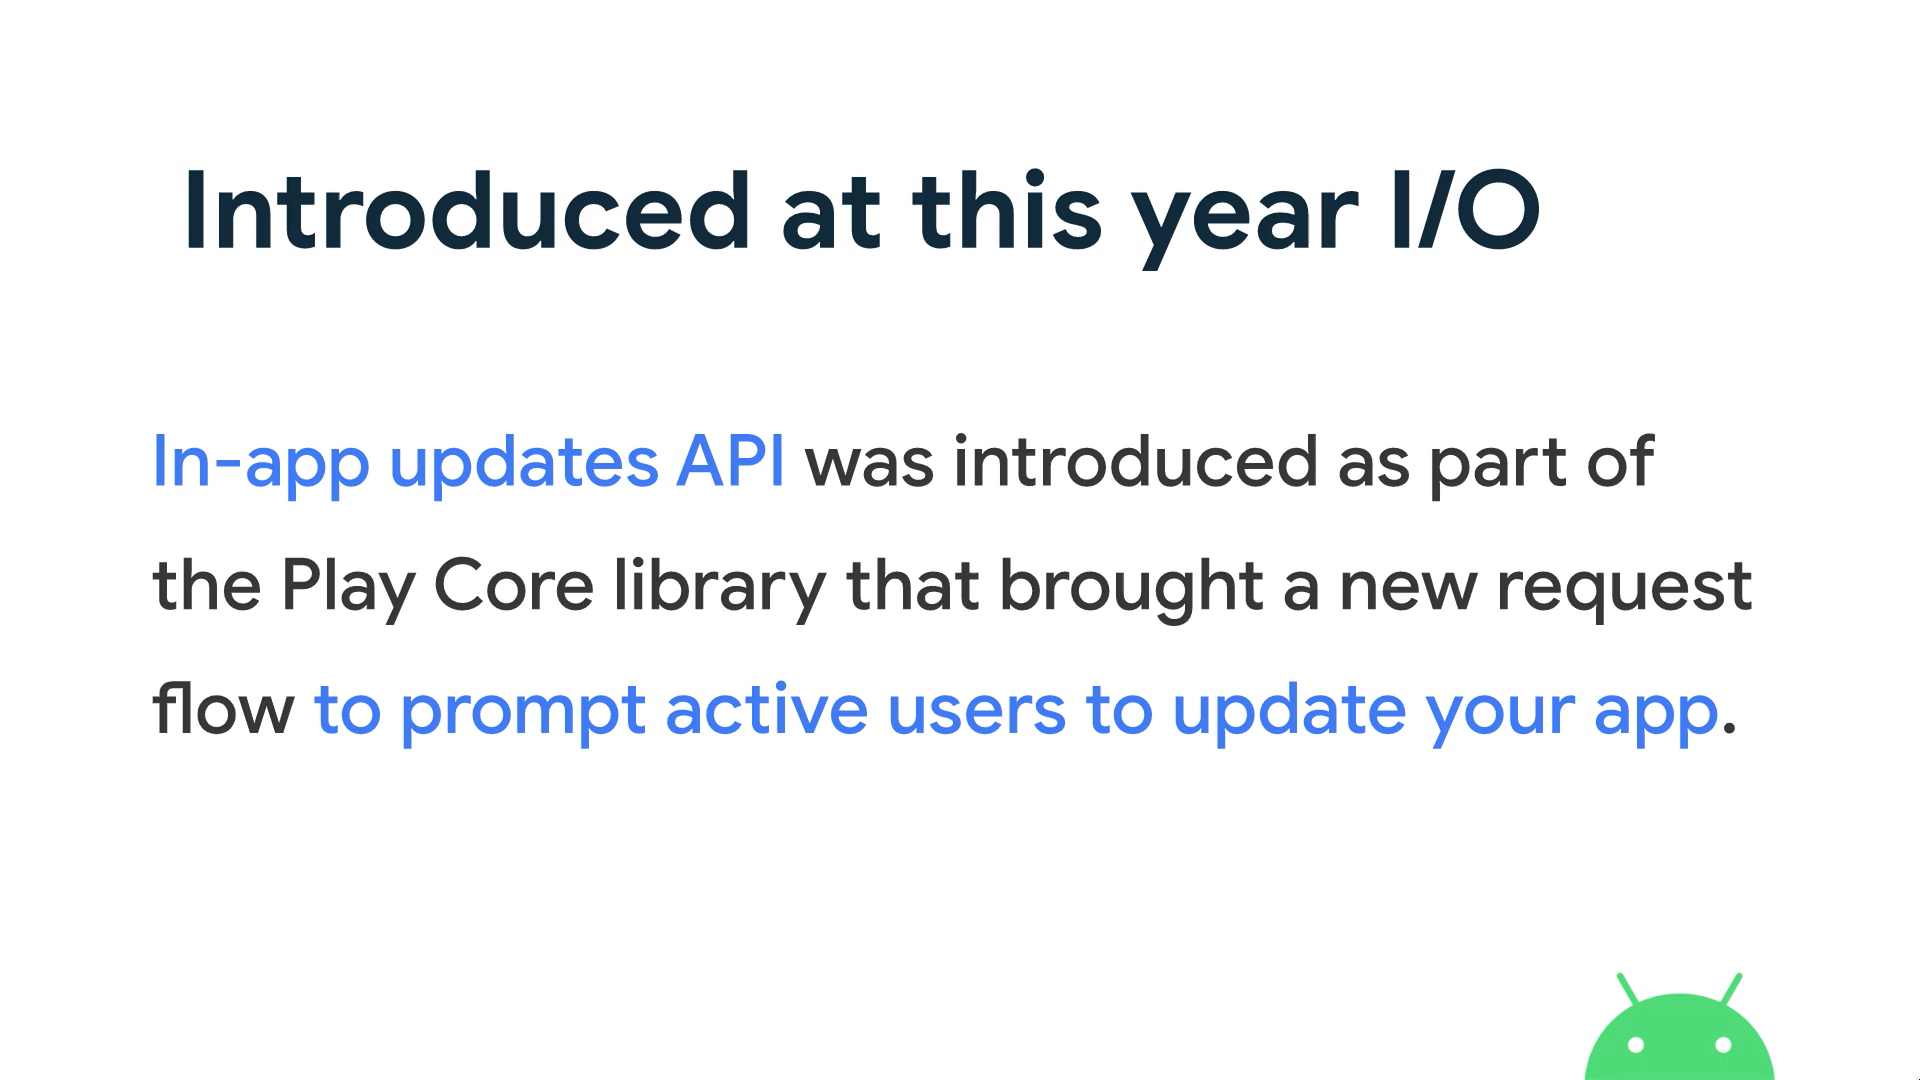 Introduced at this year I/O
In-app updates API was introduced as part of
the Play Core library that brought a new request
flow to prompt active users to update your app.